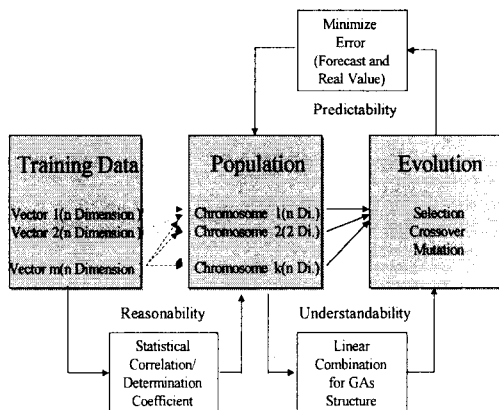 Minimize
Error
(Forecast and
Real Value)
Predictability
Training Data
Vector 1(n Dimension)
Vector 2(n Dimension)
Vector m(n Dimension
Population
Chromosome 1(n Di.)
Chromosome 2(2 Di.)
Chromosome k(n Di.)
Evolution
Selection
Crossover
Mutation
Reasonability
Understandability
Statistical
Correlation/
Determination
Coefficient
Linear
Combination
for GAs
Structure